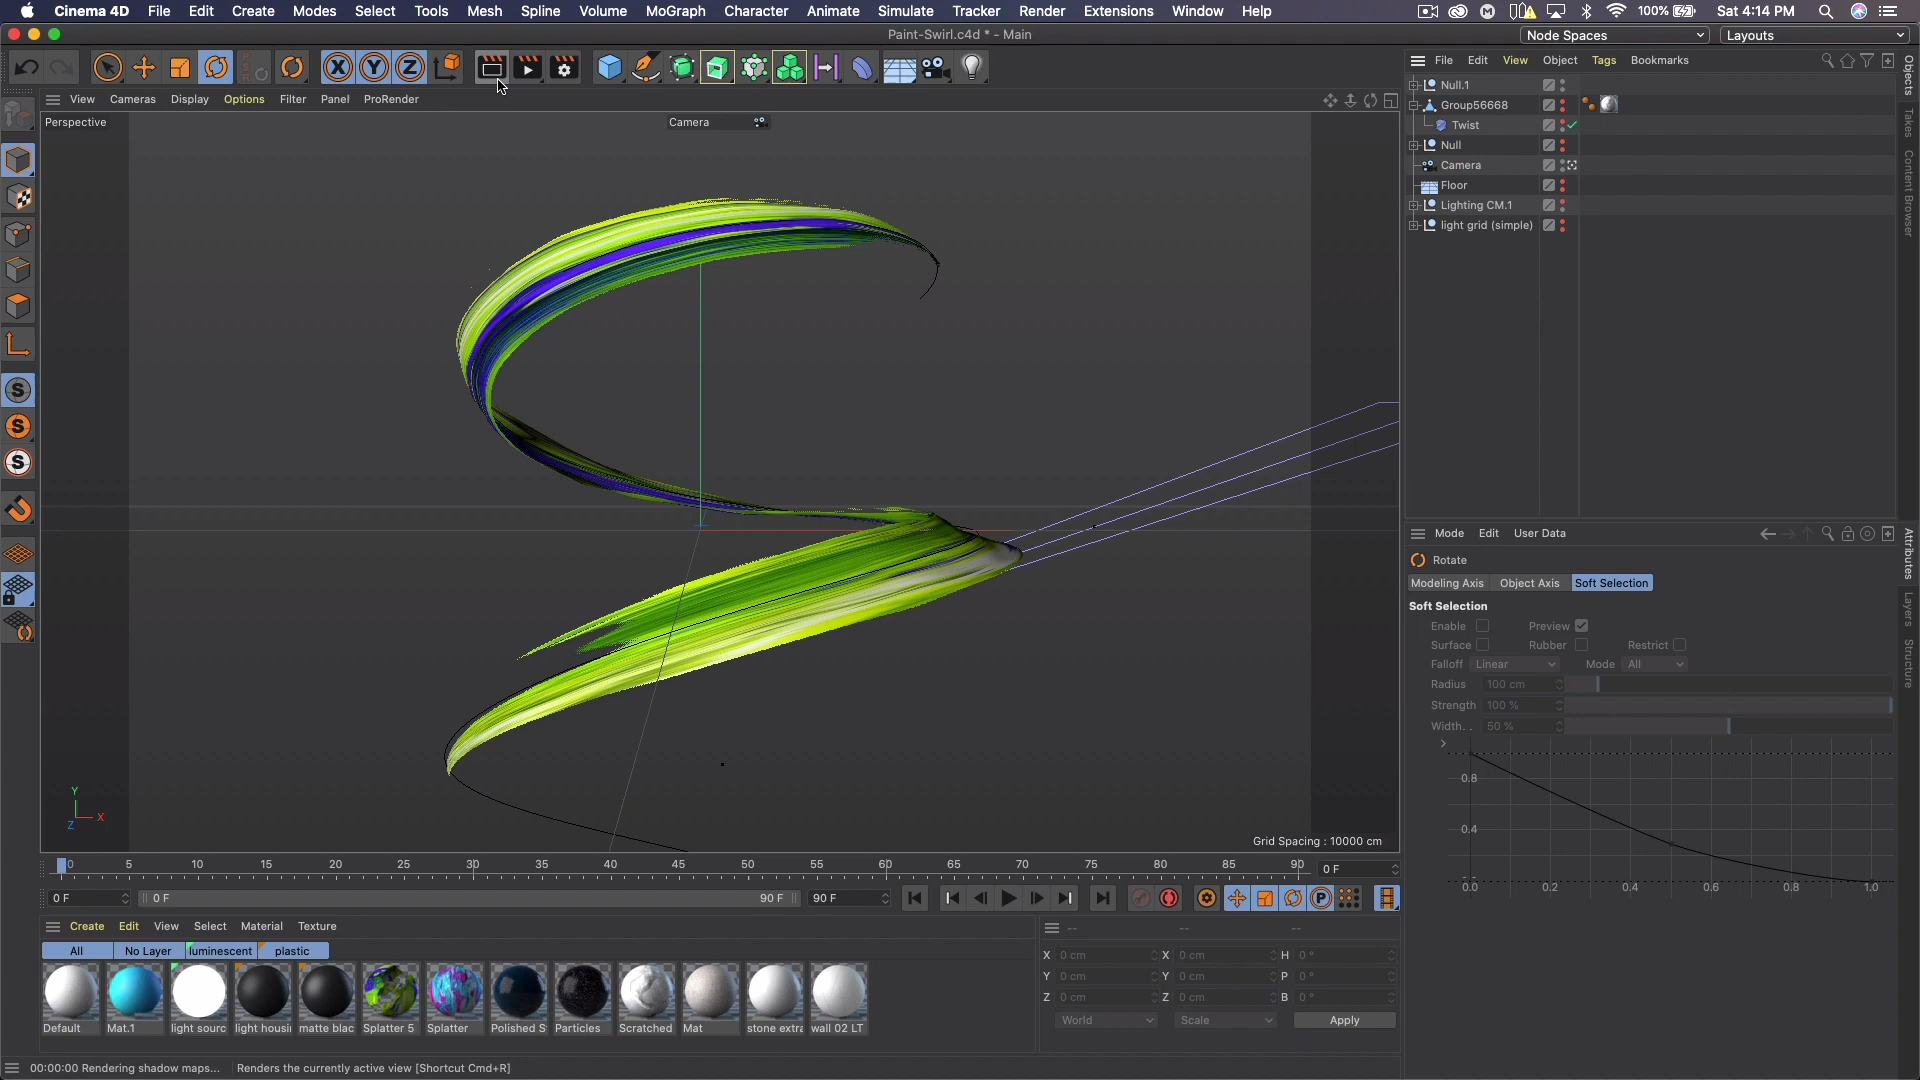 Cinema 4D File Edit Create Modes Select Tools Mesh Spline Volume MoGraph Character Animate Simulate Tracker Render Extensions Window Help 100% Sat 4:14 PM
Paint-Swirl.c4d * - Main Node Spaces Layouts
X Y Z
View Cameras Display Options Filter Panel ProRender
Perspective Camera
Grid Spacing : 10000 cm
Y
X
Z
File Edit View Object Tags Bookmarks
Null.1
Group56668
Twist
Null
Camera
Floor
Lighting CM.1
light grid (simple)
Objects
Takes
Content Browser
Mode Edit User Data
Rotate
Modeling Axis Object Axis Soft Selection
Soft Selection
Enable Preview
Surface Rubber Restrict
Falloff Linear Mode All
Radius 100 cm
Strength 100 %
Width.. 50 %
0.8
0.4
0.0 0.2 0.4 0.6 0.8 1.0
Attributes
Layers
Structure
0 5 10 15 20 25 30 35 40 45 50 55 60 65 70 75 80 85 90 0 F
0 F 0 F 90 F 90 F
Create Edit View Select Material Texture
All No Layer luminescent plastic
Default Mat.1 light sourc light housi matte blac Splatter 5 Splatter Polished S Particles Scratched Mat stone extra wall 02 LT
-- -- --
X 0 cm X 0 cm H 0 °
Y 0 cm Y 0 cm P 0 °
Z 0 cm Z 0 cm B 0 °
World Scale Apply
00:00:00 Rendering shadow maps... Renders the currently active view [Shortcut Cmd+R]